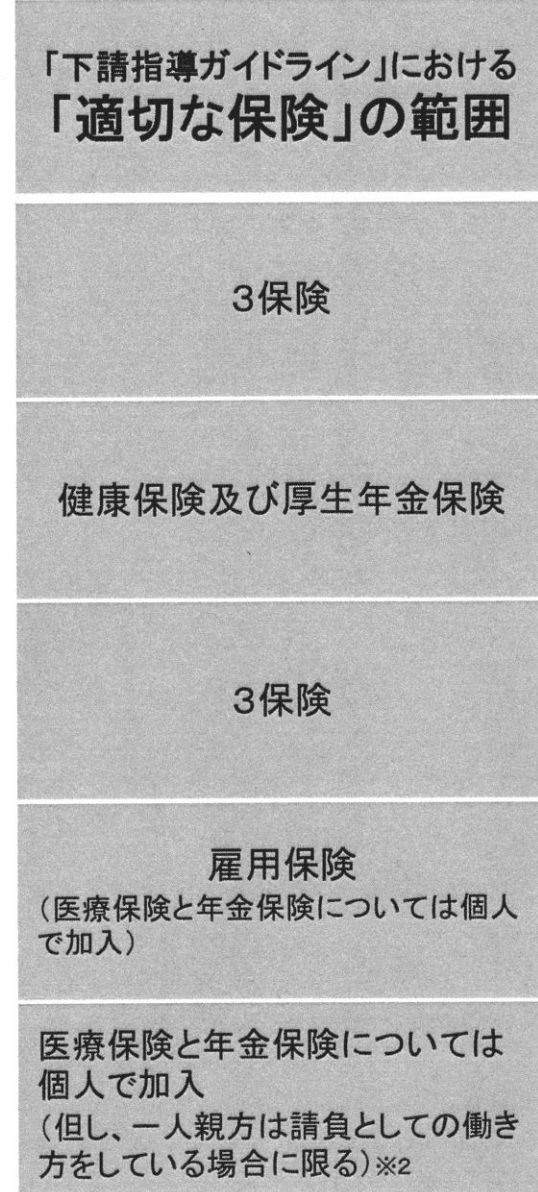 「下請指導ガイドライン」における
「適切な保険」の範囲
3保険
健康保険及び厚生年金保険
3保険
雇用保険
（医療保険と年金保険については個人
で加入）
医療保険と年金保険については
個人で加入
（但し、一人親方は請負としての働き
方をしている場合に限る）※2